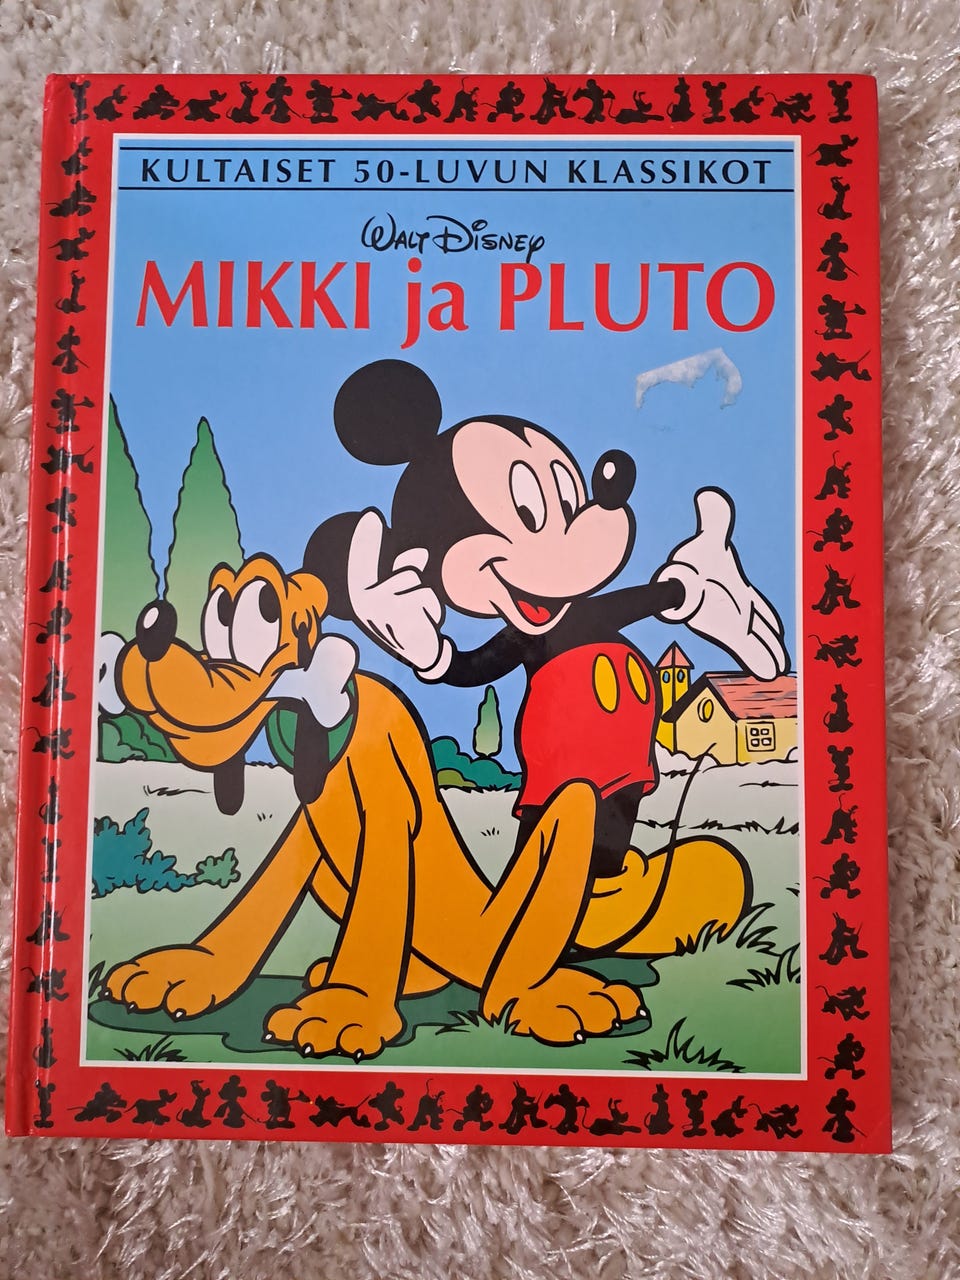 KULTAISET 50-LUVUN KLASSIKOT
WALT DISNEY
MIKKI ja PLUTO